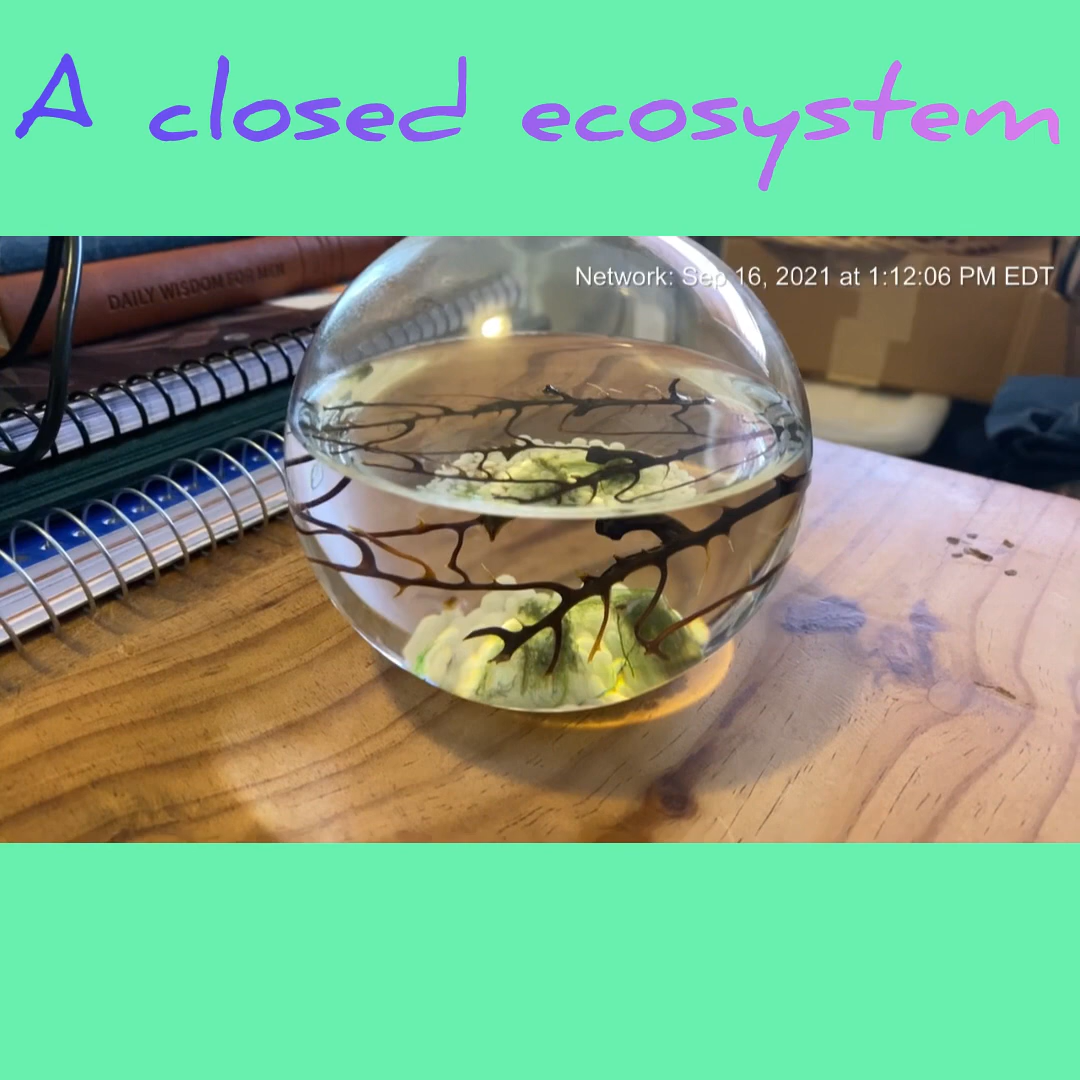 A closed ecosystem
Network: Sep 16, 2021 at 1:12:06 PM EDT
DAILY WISDOM FOR MEN